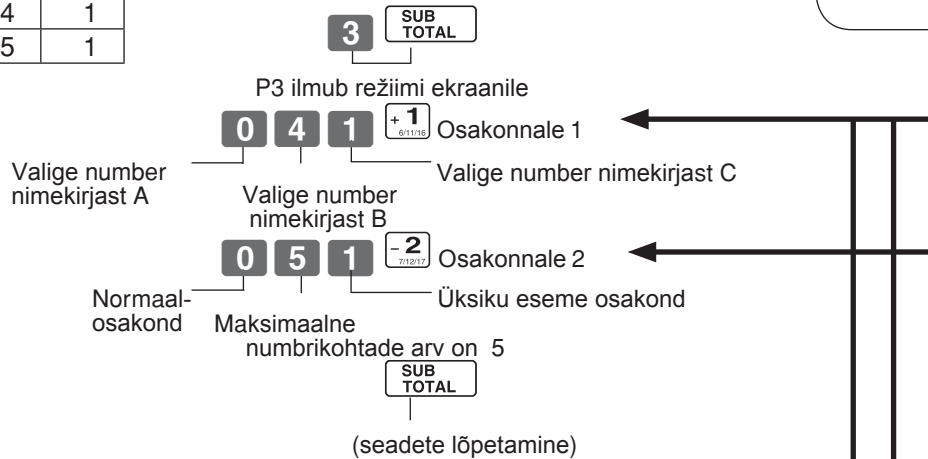 4 1
5 1
3 SUB TOTAL
P3 ilmub režiimi ekraanile
0 4 1 + 1 6/11/16 Osakonnale 1
Valige number nimekirjast A
Valige number nimekirjast B
Valige number nimekirjast C
0 5 1 - 2 7/12/17 Osakonnale 2
Normaal-
osakond
Maksimaalne
numbrikohtade arv on 5
Üksiku eseme osakond
SUB TOTAL
(seadete lõpetamine)